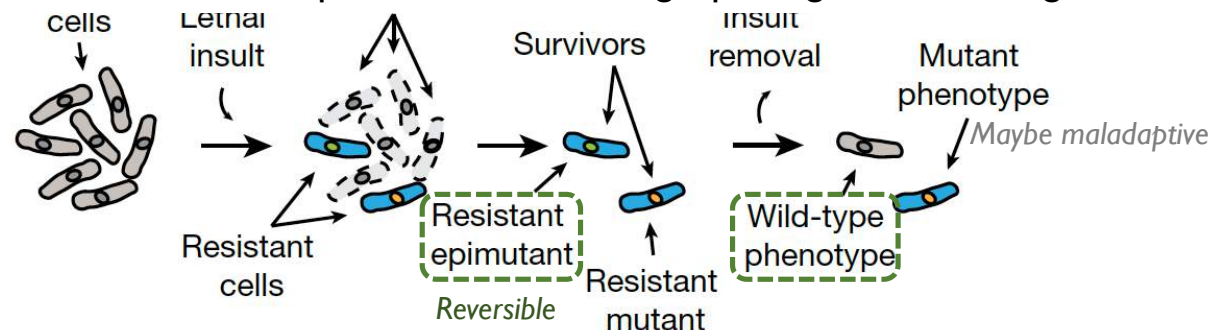 cells
Lethal
insult
Survivors
Insult
removal
Mutant
phenotype
Maybe maladaptive
Resistant
cells
Resistant
epimutant
Reversible
Resistant
mutant
Wild-type
phenotype